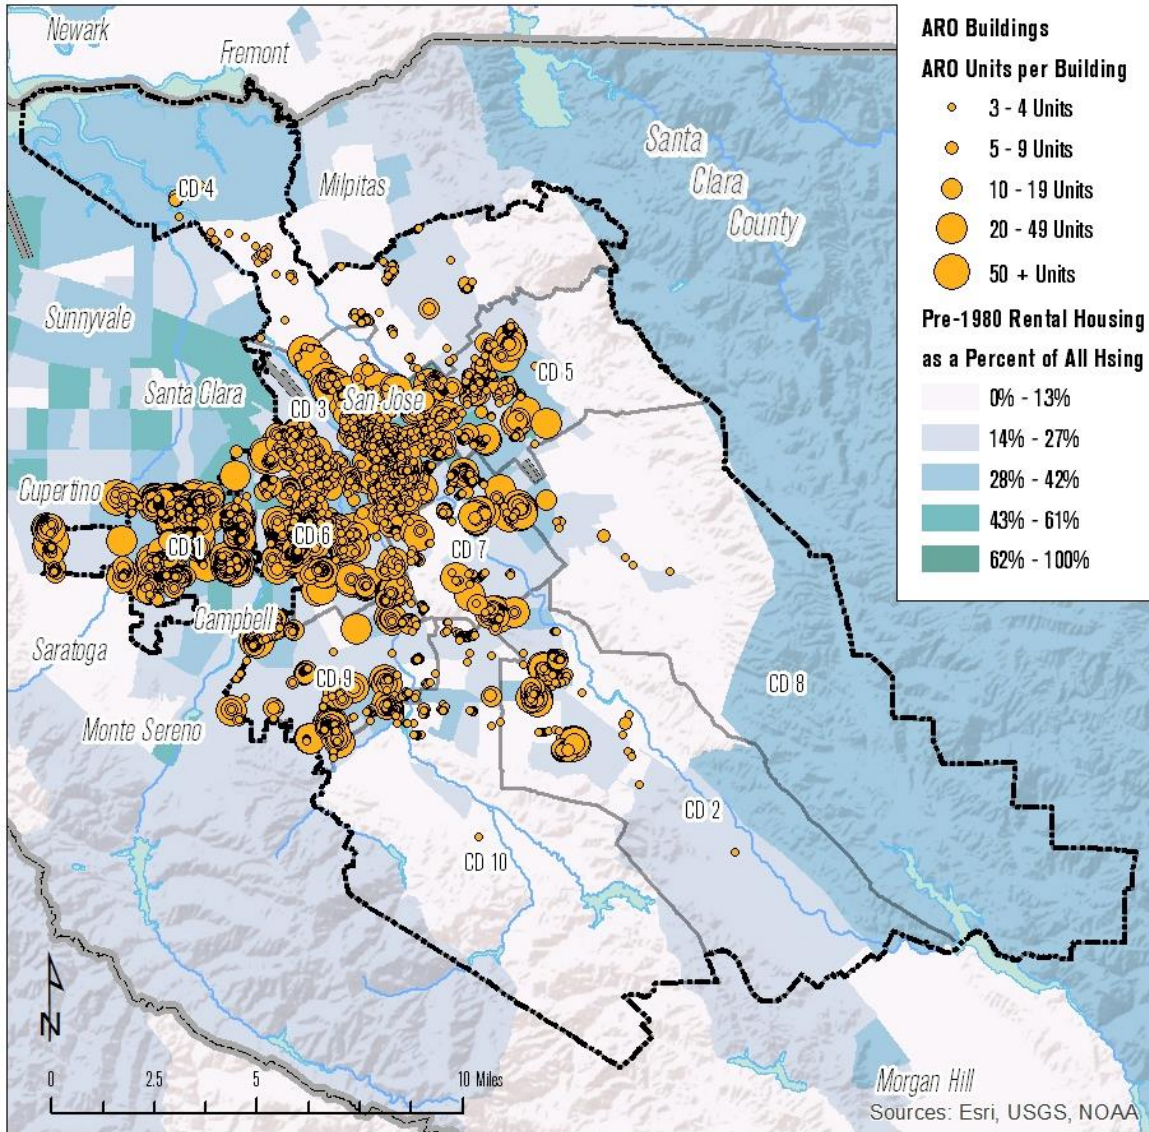 Newark
Fremont
ARO Buildings
ARO Units per Building
3 - 4 Units
5 - 9 Units
10 - 19 Units
20 - 49 Units
50 + Units
Pre-1980 Rental Housing
as a Percent of All Hsing
0% - 13%
14% - 27%
28% - 42%
43% - 61%
62% - 100%
Santa
Clara
County
Milpitas
CD 4
Sunnyvale
Santa Clara
CD 3
San Jose
CD 5
Cupertino
CD 1
CD 6
CD 7
Campbell
Saratoga
CD 9
CD 8
Monte Sereno
CD 2
CD 10
N
0
2.5
5
10 Miles
Morgan Hill
Sources: Esri, USGS, NOAA